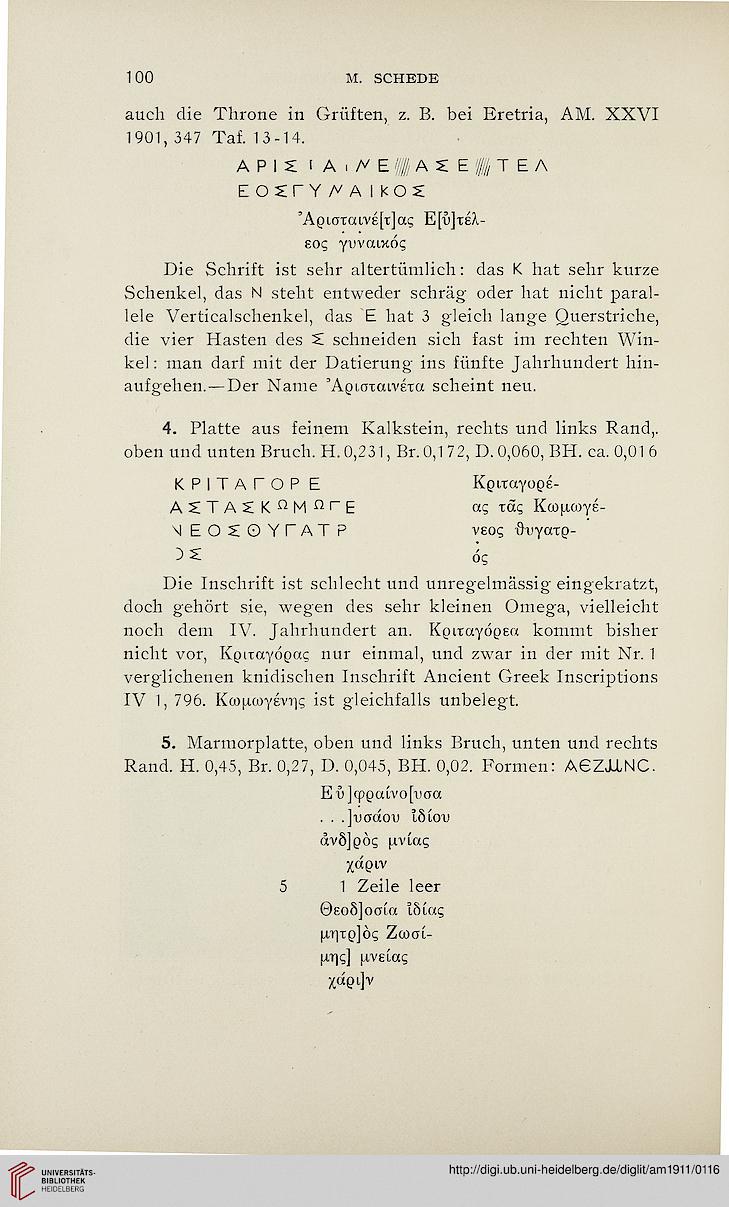 100 M. SCHEDE
auch die Throne in Grüften, z. B. bei Eretria, AM. XXVI
1901, 347 Taf. 13-14.
Α Ρ Ι Σ Ι Α Ι Ν Ε //// Α Σ Ε //// Τ Ε Λ
Ε Ο Σ Γ Υ Ν Α Ι Κ Ο Σ
Ἀρισταινέ[τ]ας Ε[ὐ]τέλ-
εος γυναικός
Die Schrift ist sehr altertümlich: das K hat sehr kurze
Schenkel, das N steht entweder schräg oder hat nicht paral-
lele Verticalschenkel, das E hat 3 gleich lange Querstriche,
die vier Hasten des Σ schneiden sich fast im rechten Win-
kel: man darf mit der Datierung ins fünfte Jahrhundert hin-
aufgehen.—Der Name Ἀρισταινέτα scheint neu.
4. Platte aus feinem Kalkstein, rechts und links Rand,.
oben und unten Bruch. H. 0,231, Br. 0,172, D. 0,060, BH. ca. 0,016
Κ Ρ Ι Τ Α Γ Ο Ρ Ε Κριταγορέ-
Α Σ Τ Α Σ Κ Ω Μ Ω Γ Ε ας τᾶς Κωμωγέ-
Ν Ε Ο Σ Θ Υ Γ Α Τ Ρ νεος θυγατρ-
Ο Σ ός
Die Inschrift ist schlecht und unregelmässig eingekratzt,
doch gehört sie, wegen des sehr kleinen Omega, vielleicht
noch dem IV. Jahrhundert an. Κριταγόρεα kommt bisher
nicht vor, Κριταγόρας nur einmal, und zwar in der mit Nr. 1
verglichenen knidischen Inschrift Ancient Greek Inscriptions
IV 1, 796. Κωμωγένης ist gleichfalls unbelegt.
5. Marmorplatte, oben und links Bruch, unten und rechts
Rand. H. 0,45, Br. 0,27, D. 0,045, BH. 0,02. Formen: ΑЄΖΜΝϹ.
Εὐ]φραίνο[υσα
. . .]υσάου ἰδίου
ἀνδ]ρὸς μνίας
χάριν
5 1 Zeile leer
Θεοδ]οσία ἰδίας
μητρ]ὸς Ζωσί-
μης] μνείας
χάρι]ν
UNIVERSITÄTS-
BIBLIOTHEK
HEIDELBERG
http://digi.ub.uni-heidelberg.de/diglit/am1911/0116